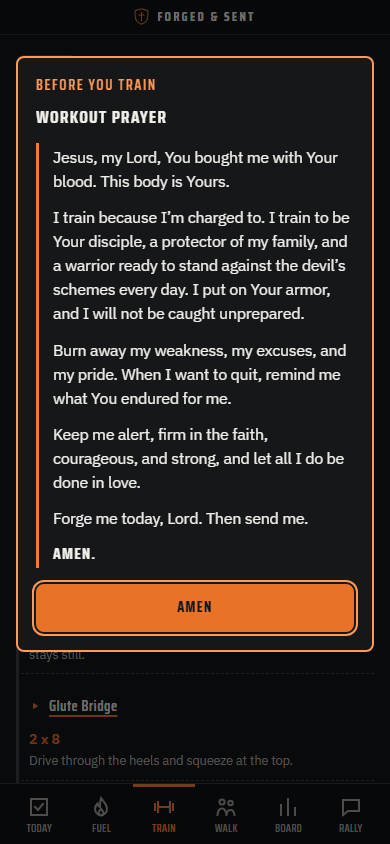 FORGED & SENT
BEFORE YOU TRAIN
WORKOUT PRAYER
Jesus, my Lord, You bought me with Your
blood. This body is Yours.
I train because I'm charged to. I train to be
Your disciple, a protector of my family, and
a warrior ready to stand against the devil's
schemes every day. I put on Your armor,
and I will not be caught unprepared.
Burn away my weakness, my excuses, and
my pride. When I want to quit, remind me
what You endured for me.
Keep me alert, firm in the faith,
courageous, and strong, and let all I do be
done in love.
Forge me today, Lord. Then send me.
AMEN.
AMEN
stays still.
Glute Bridge
2 x 8
Drive through the heels and squeeze at the top.
TODAY FUEL TRAIN WALK BOARD RALLY